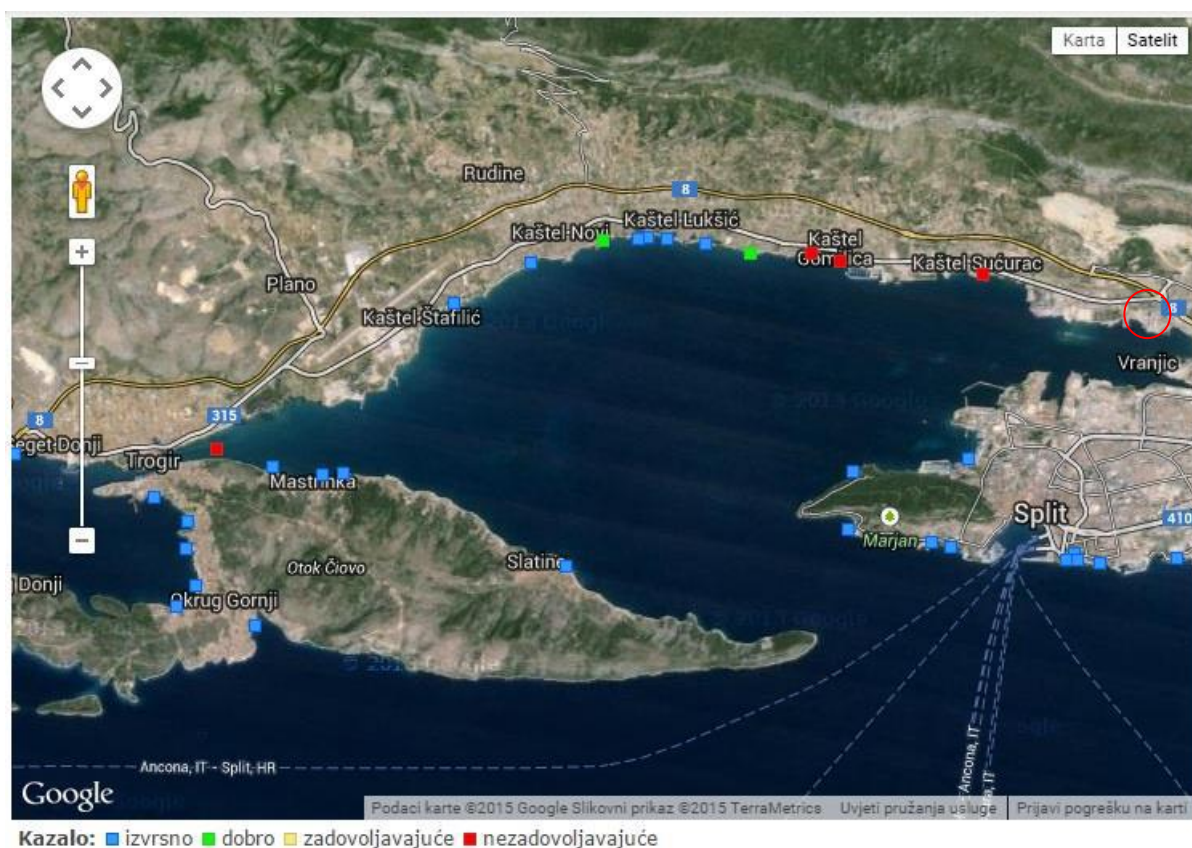 Karta Satelit
Rudine
8
Kaštel Lukšić
Kaštel Novi
Kaštel
Gomilica
Kaštel Sućurac
Plano
Kaštel Štafilić
8
Vranjic
315
8
Seget Donji
Trogir
Mastrinka
Split
410
Marjan
Slatine
Otok Čiovo
Donji
Okrug Gornji
Ancona, IT
Ancona, IT - Split, HR
Google
Podaci karte ©2015 Google Slikovni prikaz ©2015 TerraMetrics Uvjeti pružanja usluge Prijavi pogrešku na karti
Kazalo: izvrsno dobro zadovoljavajuće nezadovoljavajuće